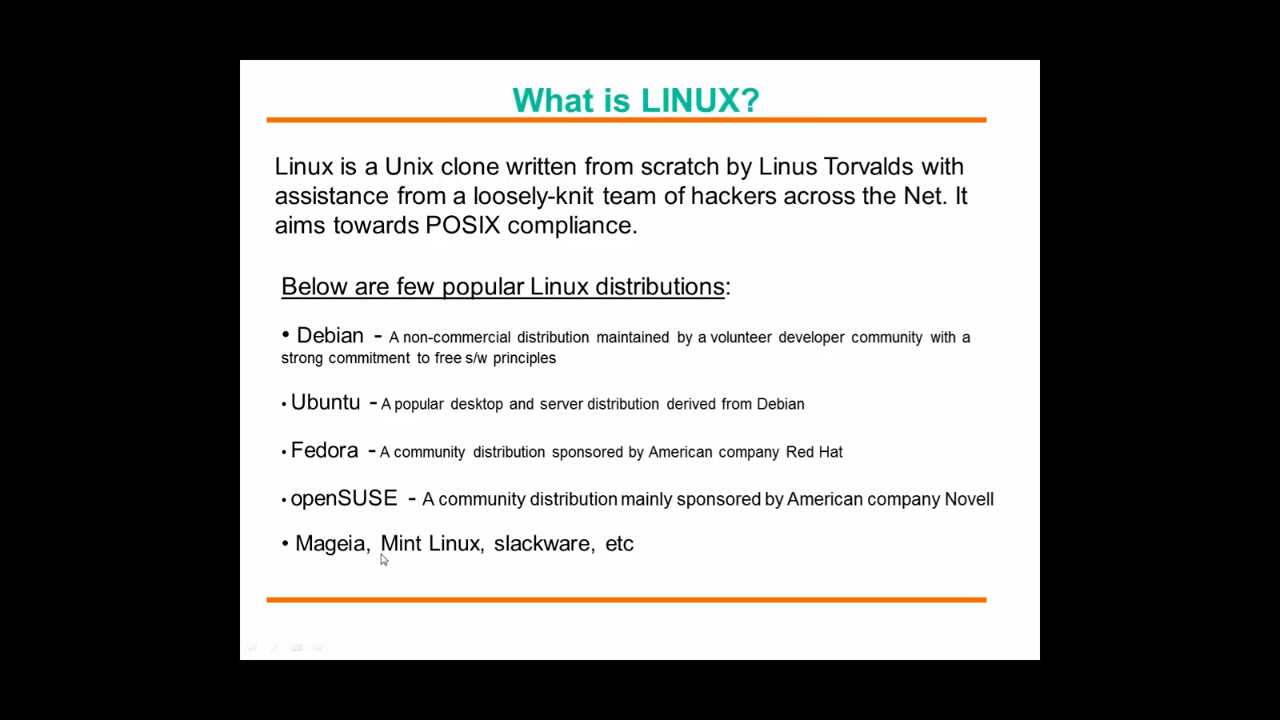 What is LINUX?
Linux is a Unix clone written from scratch by Linus Torvalds with
assistance from a loosely-knit team of hackers across the Net. It
aims towards POSIX compliance.
Below are few popular Linux distributions:
• Debian - A non-commercial distribution maintained by a volunteer developer community with a
strong commitment to free s/w principles
• Ubuntu - A popular desktop and server distribution derived from Debian
• Fedora - A community distribution sponsored by American company Red Hat
• openSUSE - A community distribution mainly sponsored by American company Novell
• Mageia, Mint Linux, slackware, etc